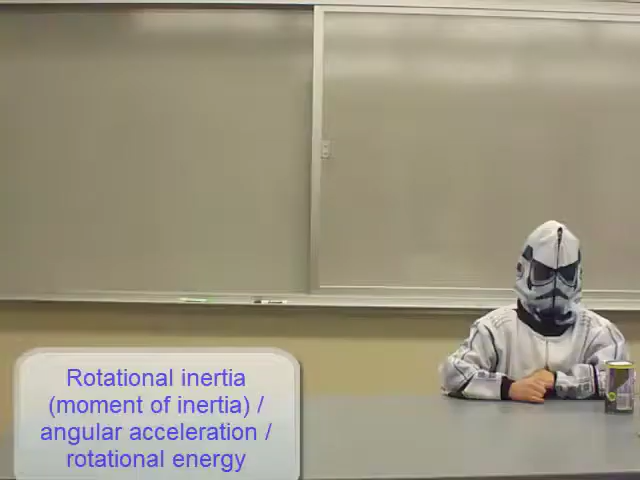 Rotational inertia
(moment of inertia) /
angular acceleration /
rotational energy